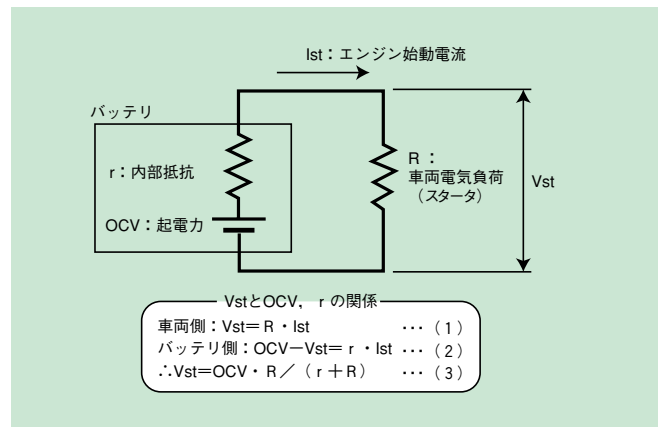 Ist：エンジン始動電流
バッテリ
r：内部抵抗
OCV：起電力
R ：
車両電気負荷
（スタータ）
Vst
VstとOCV， r の関係
車両側：Vst＝R・Ist …（1）
バッテリ側：OCV－Vst＝ r ・Ist …（2）
∴Vst＝OCV・R／（ r ＋R） …（3）